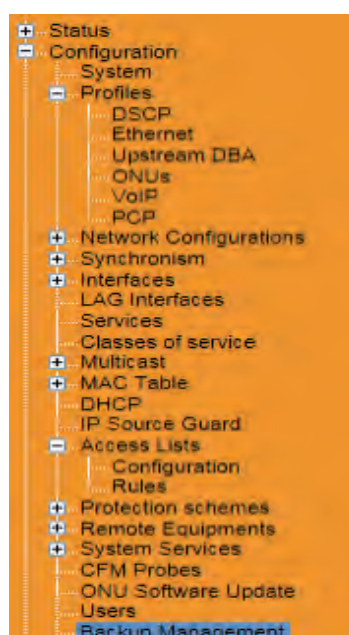 Status
Configuration
System
Profiles
DSCP
Ethernet
Upstream DBA
ONUs
VoIP
PCP
Network Configurations
Synchronism
Interfaces
LAG Interfaces
Services
Classes of service
Multicast
MAC Table
DHCP
IP Source Guard
Access Lists
Configuration
Rules
Protection schemes
Remote Equipments
System Services
CFM Probes
ONU Software Update
Users
Backup Management